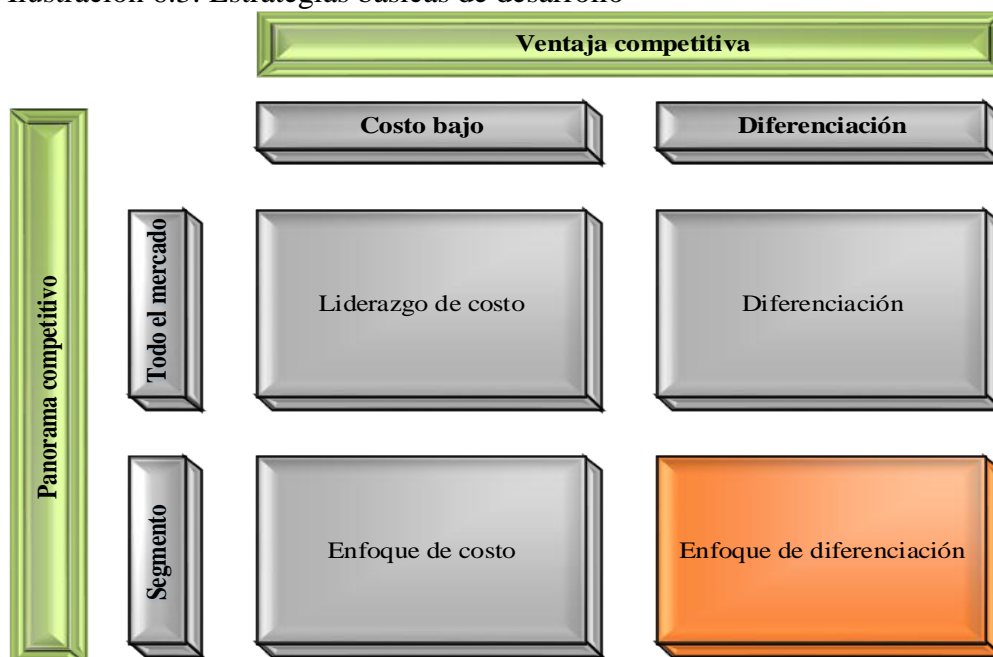 Ilustración Estrategias básicas de desarrollo
Ventaja competitiva
Costo bajo
Diferenciación
Panorama competitivo
Todo el mercado
Liderazgo de costo
Diferenciación
Segmento
Enfoque de costo
Enfoque de diferenciación